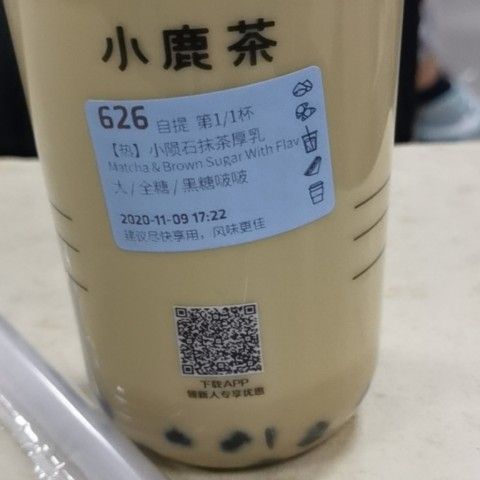 小鹿茶
626 自提 第1/1杯
【热】小陨石抹茶厚乳
Matcha & Brown Sugar With Flav
大/全糖/黑糖啵啵
2020-11-09 17:22
建议尽快享用，风味更佳
下载APP
领新人专享优惠